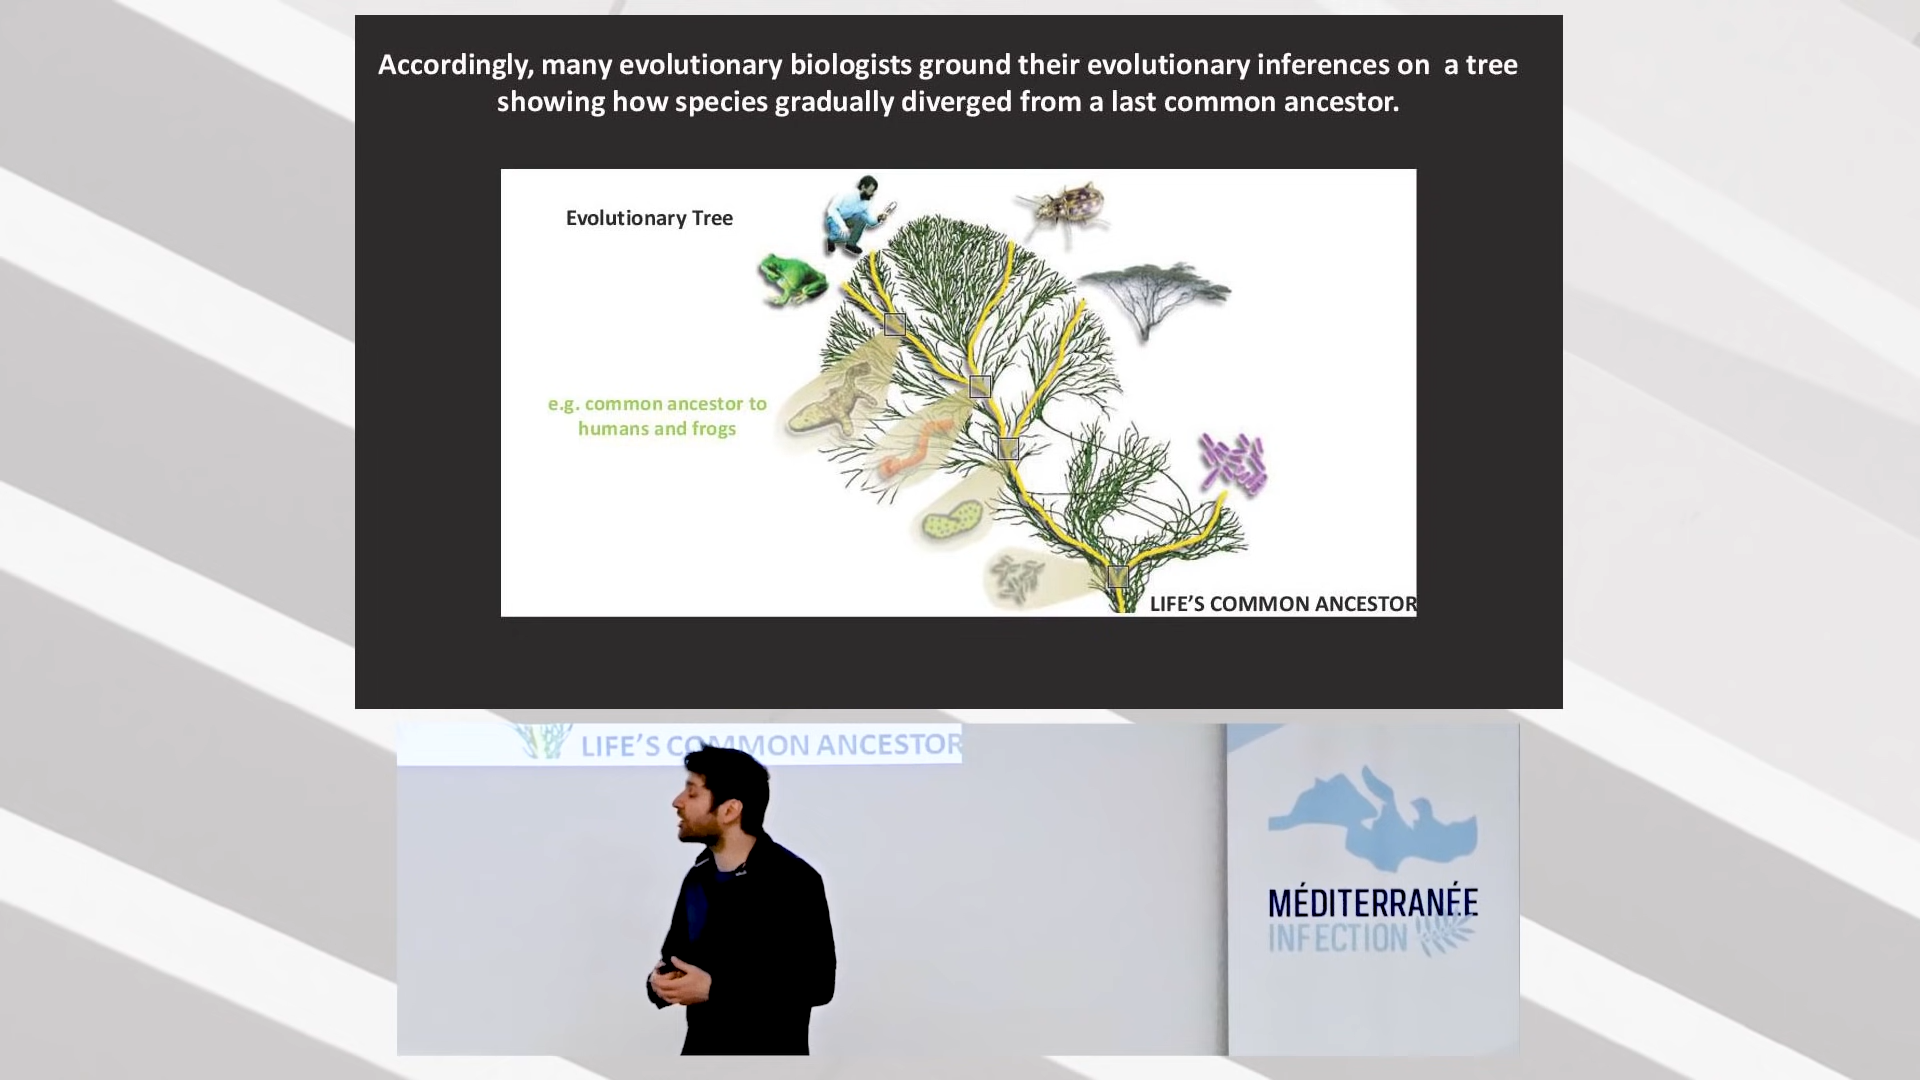 Accordingly, many evolutionary biologists ground their evolutionary inferences on a tree
showing how species gradually diverged from a last common ancestor.
Evolutionary Tree
e.g. common ancestor to
humans and frogs
LIFE'S COMMON ANCESTOR
LIFE'S COMMON ANCESTOR
MÉDITERRANÉE
INFECTION